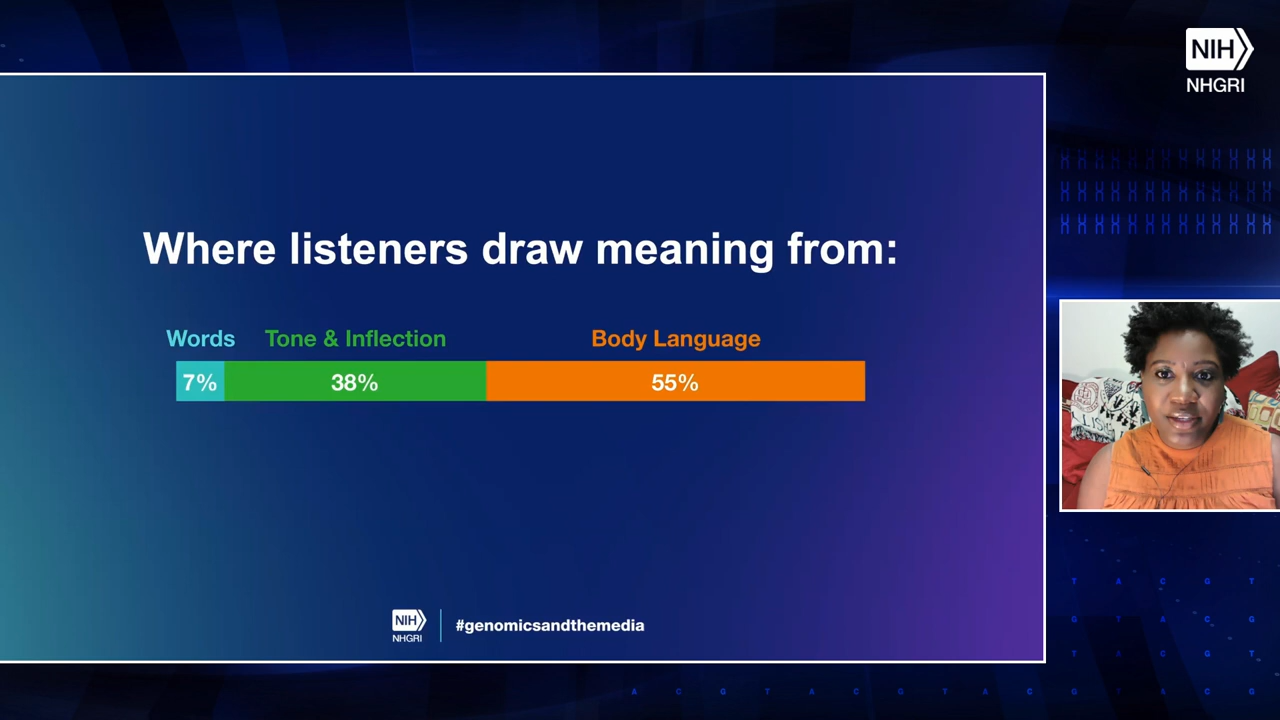 NIH
NHGRI
Where listeners draw meaning from:
Words Tone & Inflection Body Language
7% 38% 55%
NIH
NHGRI
#genomicsandthemedia
T A C G T
G T A C G
T A C G T
A C G T A C G T A C G T A C G